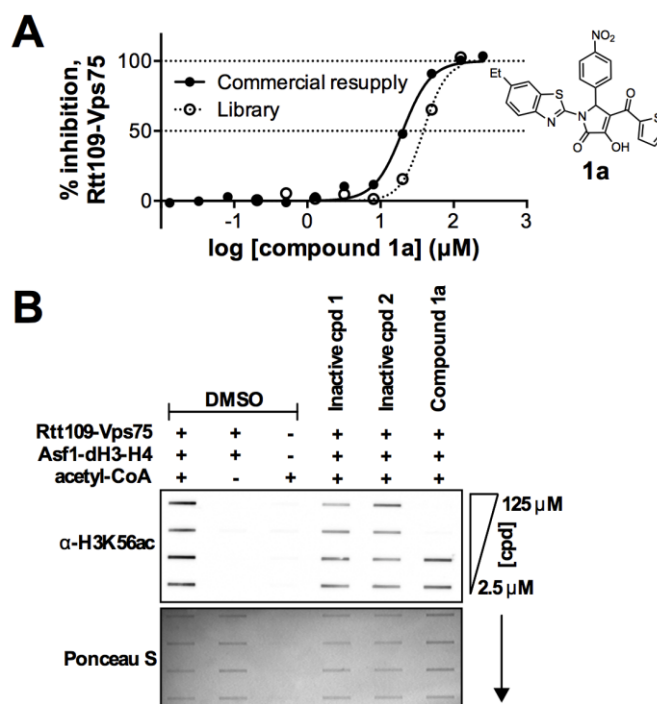 A
% inhibition,
Rtt109-Vps75
100
50
0
Commercial resupply
Library
-1
0
1
2
3
log [compound 1a] (µM)
NO2
Et
S
N
N
O
O
OH
S
1a
B
Inactive cpd 1
Inactive cpd 2
Compound 1a
DMSO
Rtt109-Vps75 + + - + + +
Asf1-dH3-H4 + + - + + +
acetyl-CoA + - + + + +
α-H3K56ac
125 µM
[cpd]
2.5 µM
Ponceau S